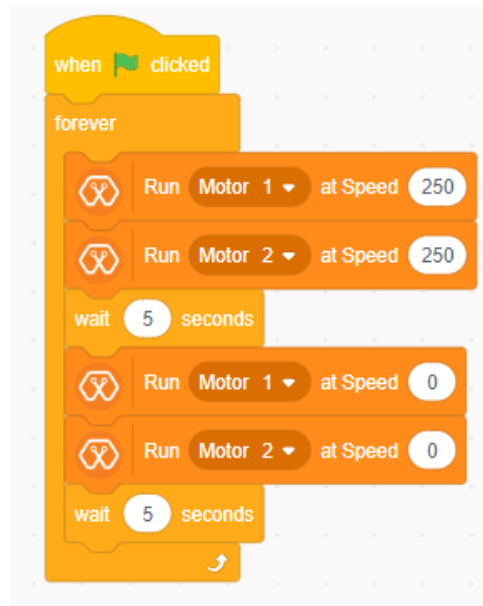 when clicked
forever
Run Motor 1 at Speed 250
Run Motor 2 at Speed 250
wait 5 seconds
Run Motor 1 at Speed 0
Run Motor 2 at Speed 0
wait 5 seconds